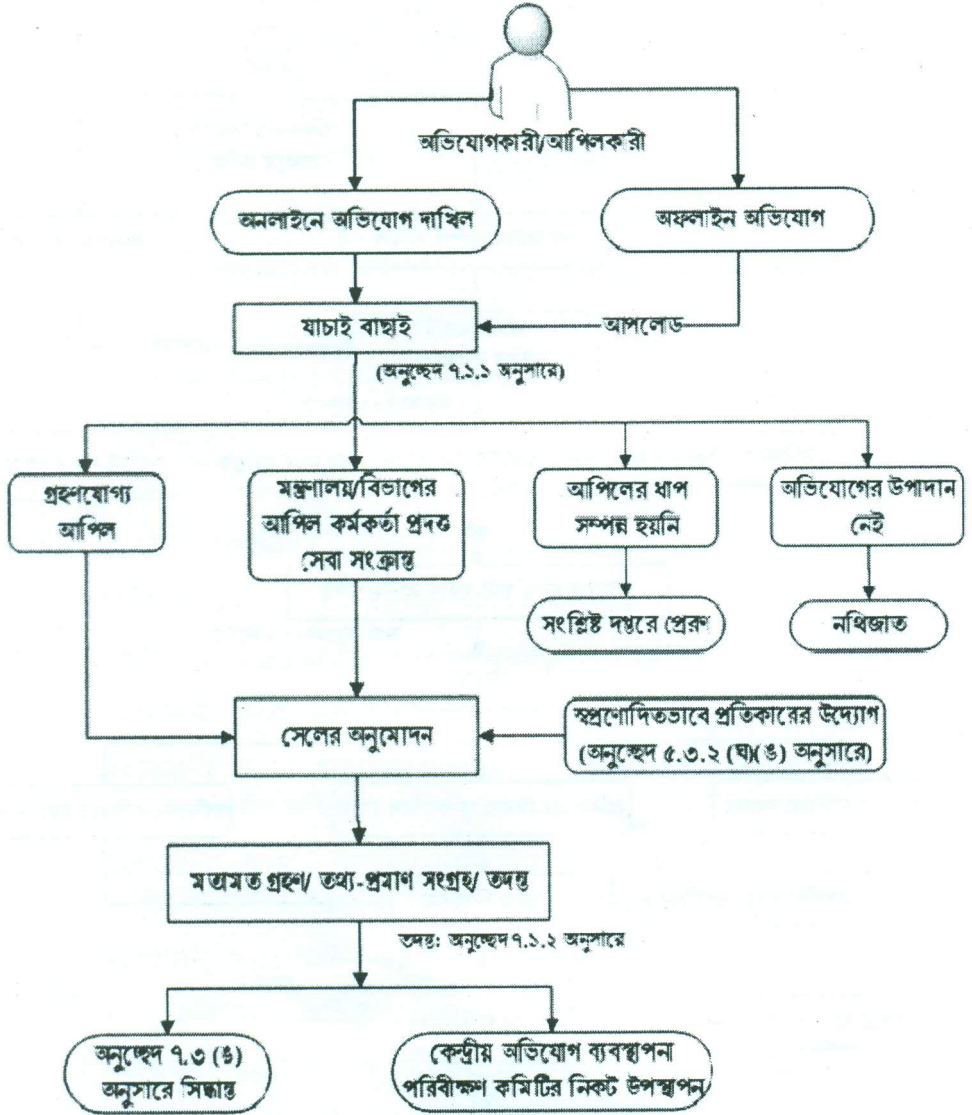 অভিযোগকারী/আপিলকারী
অনলাইনে অভিযোগ দাখিল
অফলাইন অভিযোগ
যাচাই বাছাই
আপলোড
(অনুচ্ছেদ ৭.১.১ অনুসারে)
গ্রহণযোগ্য
আপিল
মন্ত্রণালয়/বিভাগের
আপিল কর্মকর্তা প্রদত্ত
সেবা সংক্রান্ত
আপিলের ধাপ
সম্পন্ন হয়নি
অভিযোগের উপাদান
নেই
সংশ্লিষ্ট দপ্তরে প্রেরণ
নথিজাত
সেলের অনুমোদন
স্বপ্রণোদিতভাবে প্রতিকারের উদ্যোগ
(অনুচ্ছেদ ৫.৩.২ (ঘ)(ঙ) অনুসারে)
মতামত গ্রহণ/ তথ্য-প্রমাণ সংগ্রহ/ তদন্ত
তদন্ত: অনুচ্ছেদ ৭.১.২ অনুসারে
অনুচ্ছেদ ৭.৩ (ঙ)
অনুসারে সিদ্ধান্ত
কেন্দ্রীয় অভিযোগ ব্যবস্থাপনা
পরিবীক্ষণ কমিটির নিকট উপস্থাপন